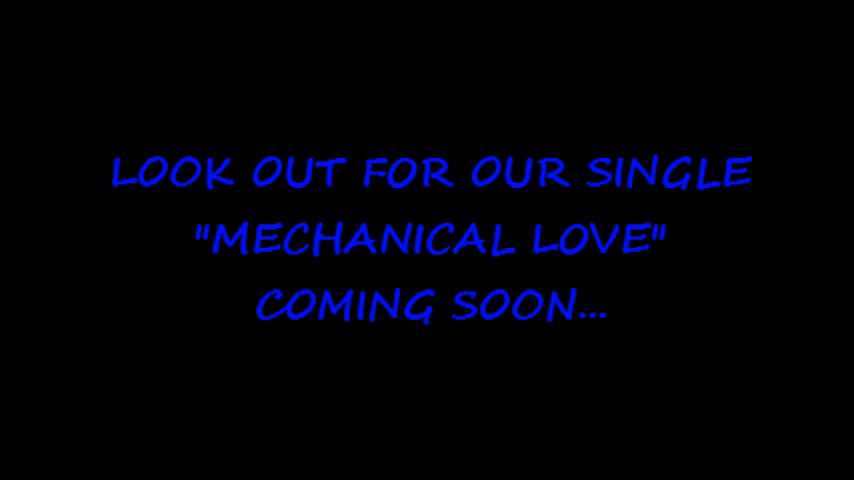 LOOK OUT FOR OUR SINGLE
"MECHANICAL LOVE"
COMING SOON...